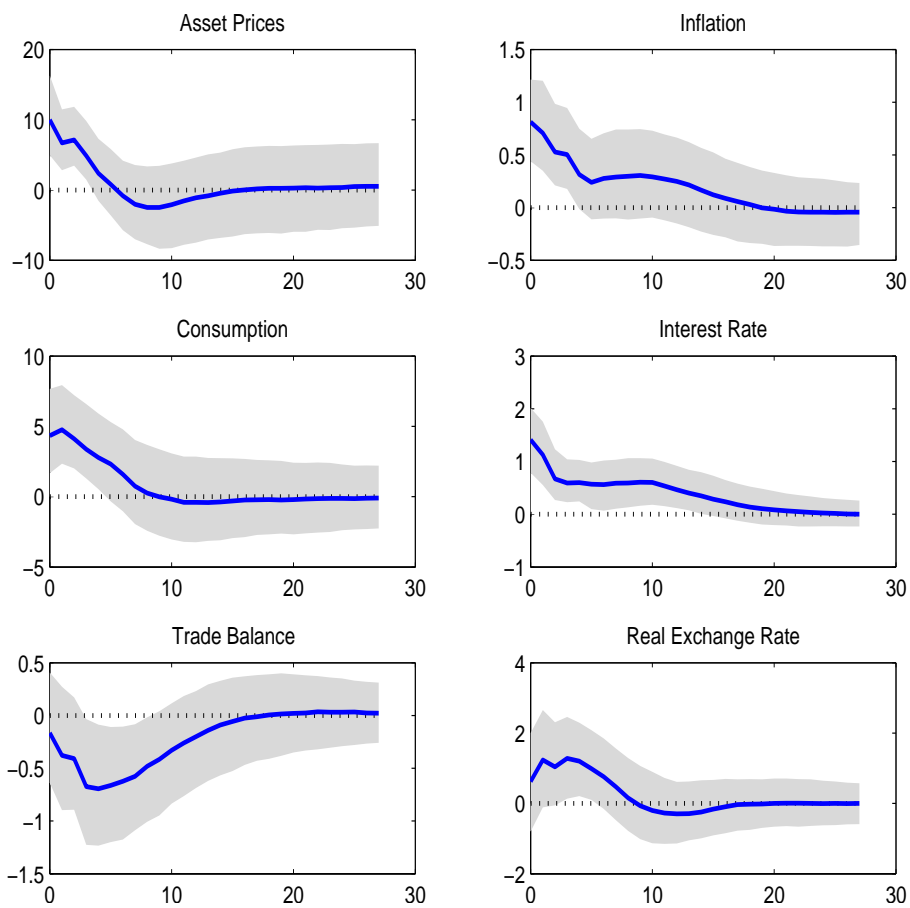 Asset Prices
20
10
0
−10
0 10 20 30
Inflation
1.5
1
0.5
0
−0.5
0 10 20 30
Consumption
10
5
0
−5
0 10 20 30
Interest Rate
3
2
1
0
−1
0 10 20 30
Trade Balance
0.5
0
−0.5
−1
−1.5
0 10 20 30
Real Exchange Rate
4
2
0
−2
0 10 20 30